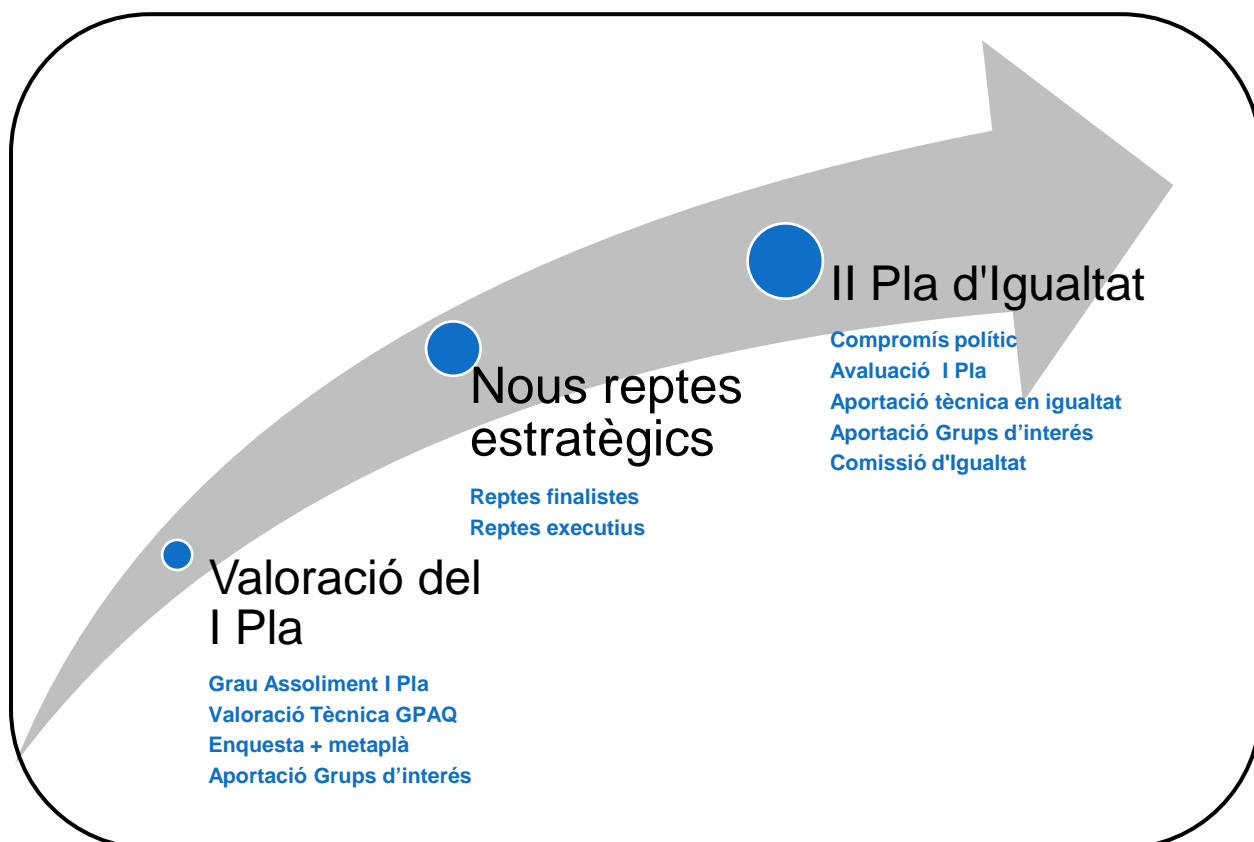 II Pla d'Igualtat
Compromís polític
Avaluació  I Pla
Aportació tècnica en igualtat
Aportació Grups d’interés
Comissió d'Igualtat
Nous reptes
estratègics
Reptes finalistes
Reptes executius
Valoració del
I Pla
Grau Assoliment I Pla
Valoració Tècnica GPAQ
Enquesta + metaplà
Aportació Grups d’interés